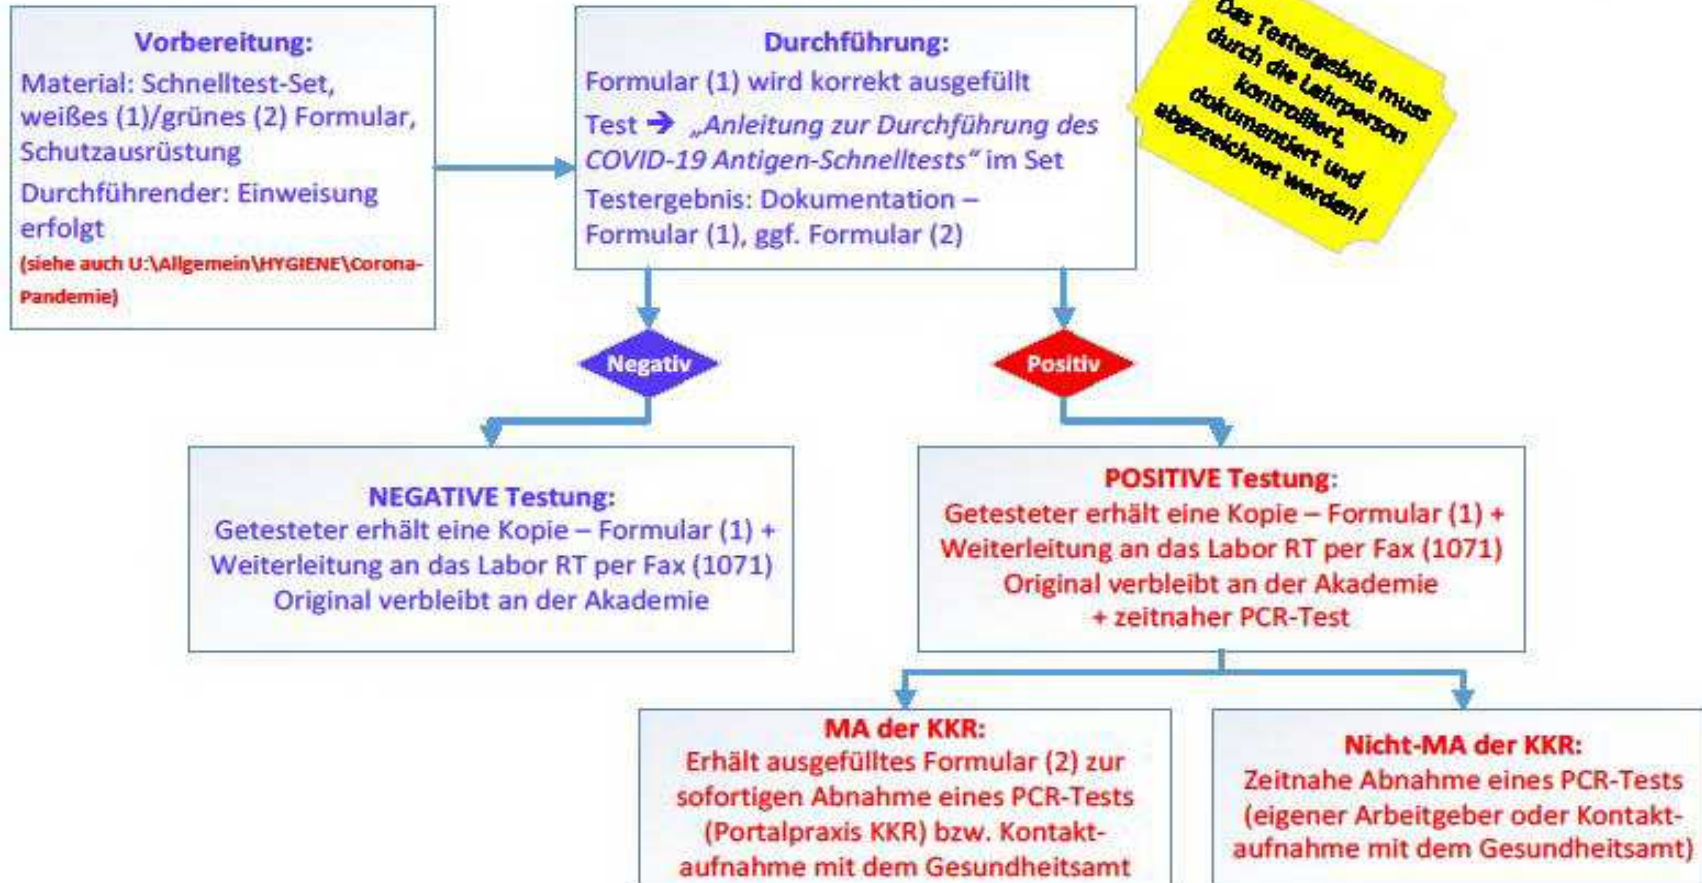 Vorbereitung:
Material: Schnelltest-Set,
weißes (1)/grünes (2) Formular,
Schutzausrüstung
Durchführender: Einweisung
erfolgt
(siehe auch U:\Allgemein\HYGIENE\Corona-
Pandemie)
Durchführung:
Formular (1) wird korrekt ausgefüllt
Test ➔ „Anleitung zur Durchführung des
COVID-19 Antigen-Schnelltests“ im Set
Testergebnis: Dokumentation –
Formular (1), ggf. Formular (2)
Das Testergebnis muss
durch die Lehrperson
kontrolliert,
dokumentiert und
abgezeichnet werden!
Negativ
Positiv
NEGATIVE Testung:
Getesteter erhält eine Kopie – Formular (1) +
Weiterleitung an das Labor RT per Fax (1071)
Original verbleibt an der Akademie
POSITIVE Testung:
Getesteter erhält eine Kopie – Formular (1) +
Weiterleitung an das Labor RT per Fax (1071)
Original verbleibt an der Akademie
+ zeitnaher PCR-Test
MA der KKR:
Erhält ausgefülltes Formular (2) zur
sofortigen Abnahme eines PCR-Tests
(Portalpraxis KKR) bzw. Kontakt-
aufnahme mit dem Gesundheitsamt
Nicht-MA der KKR:
Zeitnahe Abnahme eines PCR-Tests
(eigener Arbeitgeber oder Kontakt-
aufnahme mit dem Gesundheitsamt)